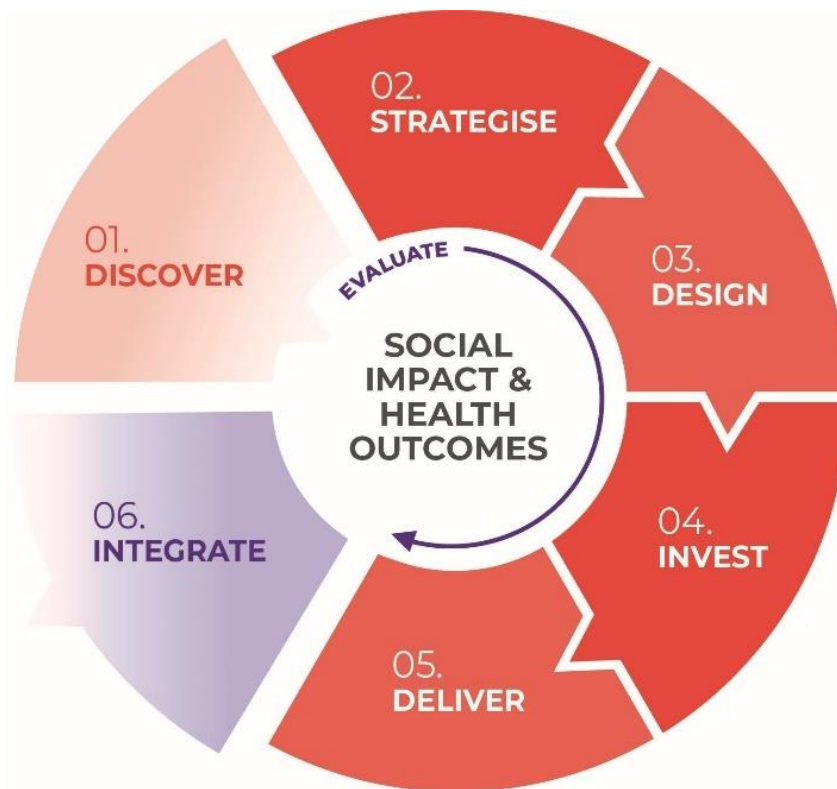 01.
DISCOVER
02.
STRATEGISE
03.
DESIGN
04.
INVEST
05.
DELIVER
06.
INTEGRATE
EVALUATE
SOCIAL
IMPACT &
HEALTH
OUTCOMES